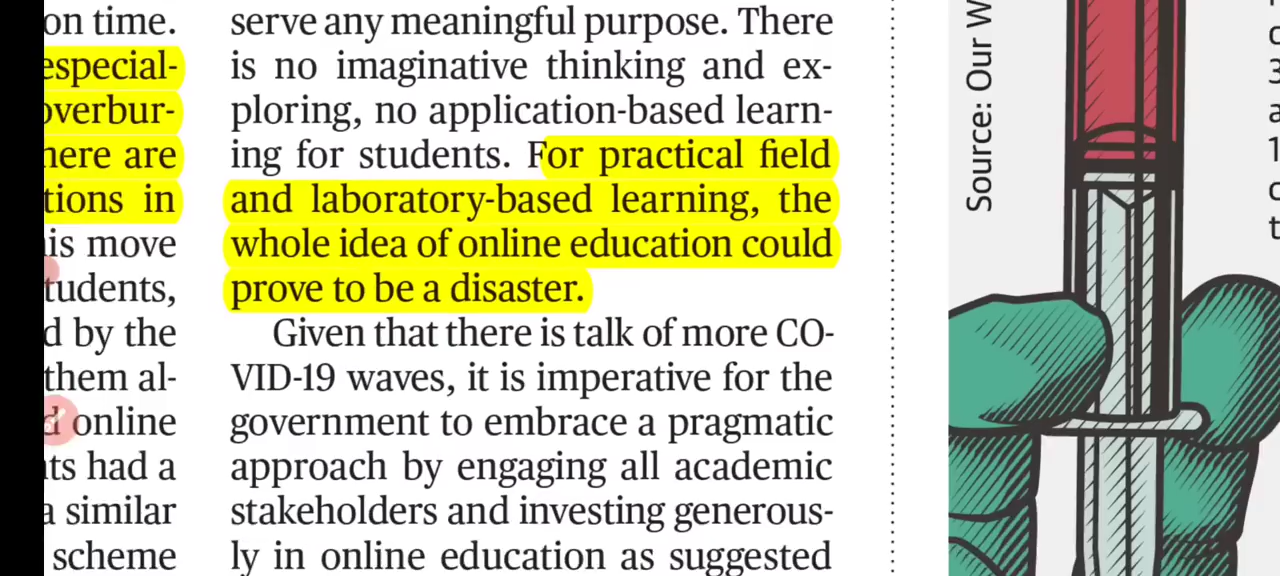 on time.
especial-
overbur-
here are
tions in
is move
tudents,
d by the
them al-
d online
ts had a
a similar
scheme
serve any meaningful purpose. There
is no imaginative thinking and ex-
ploring, no application-based learn-
ing for students. For practical field
and laboratory-based learning, the
whole idea of online education could
prove to be a disaster.
Given that there is talk of more CO-
VID-19 waves, it is imperative for the
government to embrace a pragmatic
approach by engaging all academic
stakeholders and investing generous-
ly in online education as suggested
Source: Our W